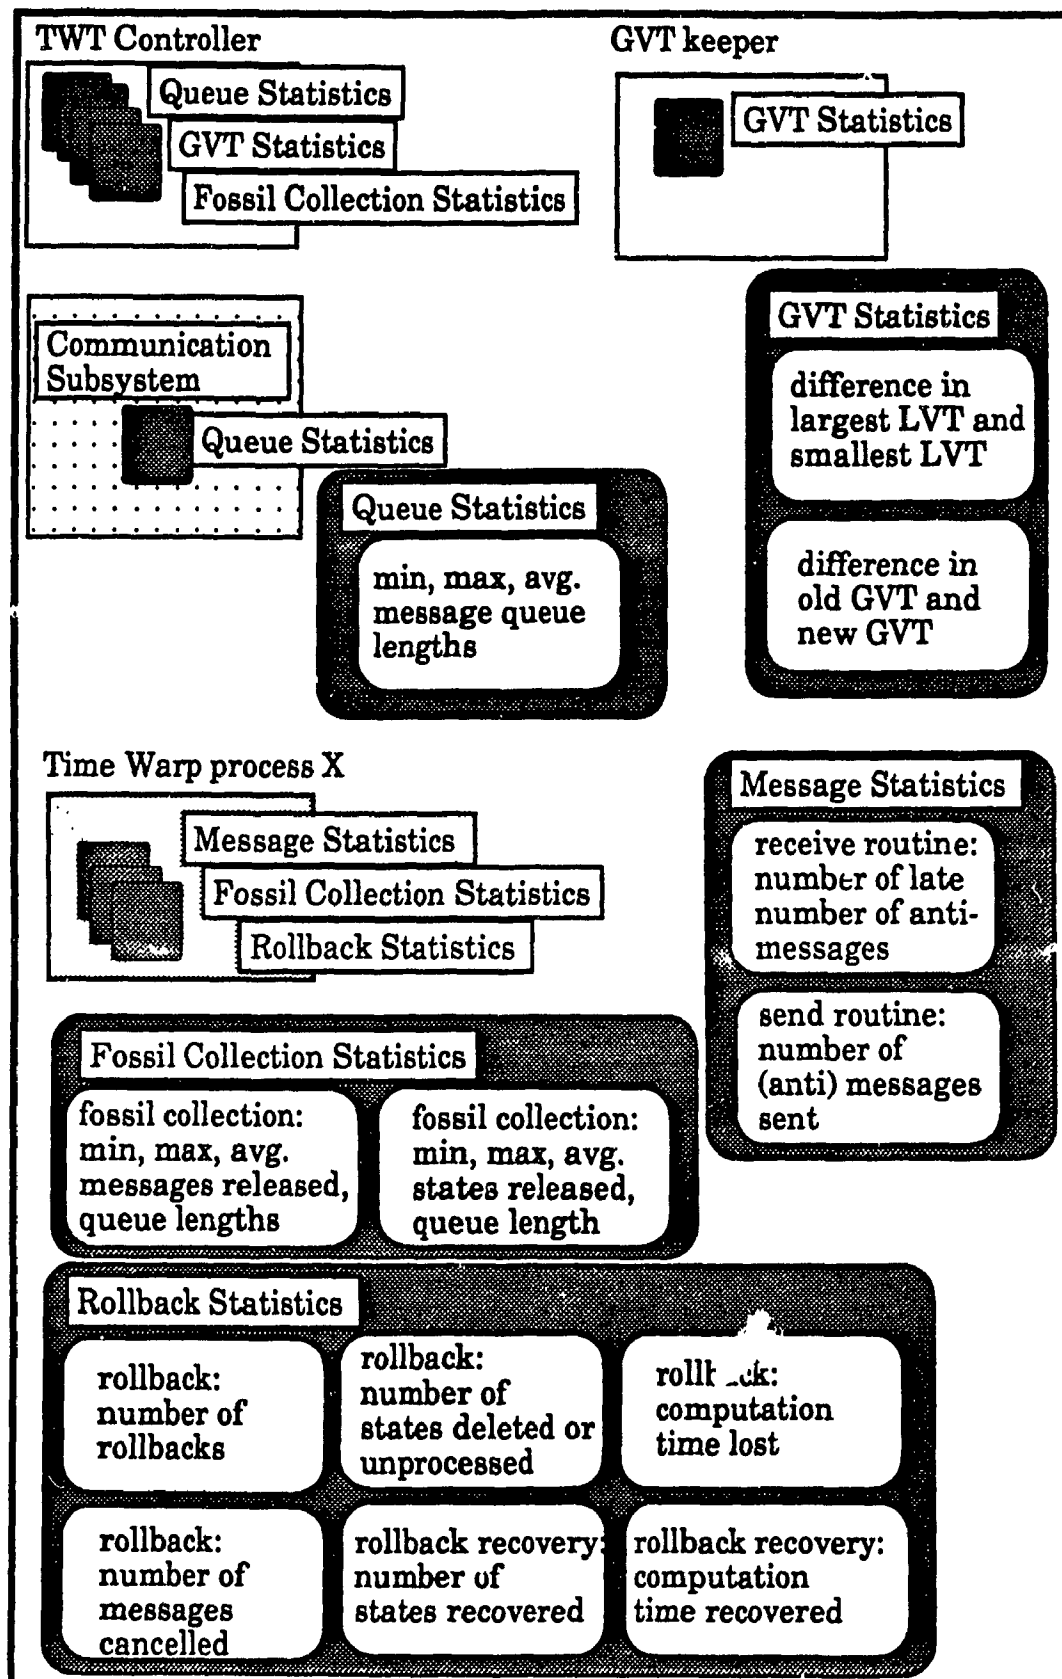 TWT Controller
Queue Statistics
GVT Statistics
Fossil Collection Statistics
GVT keeper
GVT Statistics
Communication
Subsystem
Queue Statistics
Queue Statistics
min, max, avg.
message queue
lengths
GVT Statistics
difference in
largest LVT and
smallest LVT
difference in
old GVT and
new GVT
Time Warp process X
Message Statistics
Fossil Collection Statistics
Rollback Statistics
Message Statistics
receive routine:
number of late
number of anti-
messages
send routine:
number of
(anti) messages
sent
Fossil Collection Statistics
fossil collection:
min, max, avg.
messages released,
queue lengths
fossil collection:
min, max, avg.
states released,
queue length
Rollback Statistics
rollback:
number of
rollbacks
rollback:
number of
states deleted or
unprocessed
rollback:
computation
time lost
rollback:
number of
messages
cancelled
rollback recovery:
number of
states recovered
rollback recovery:
computation
time recovered